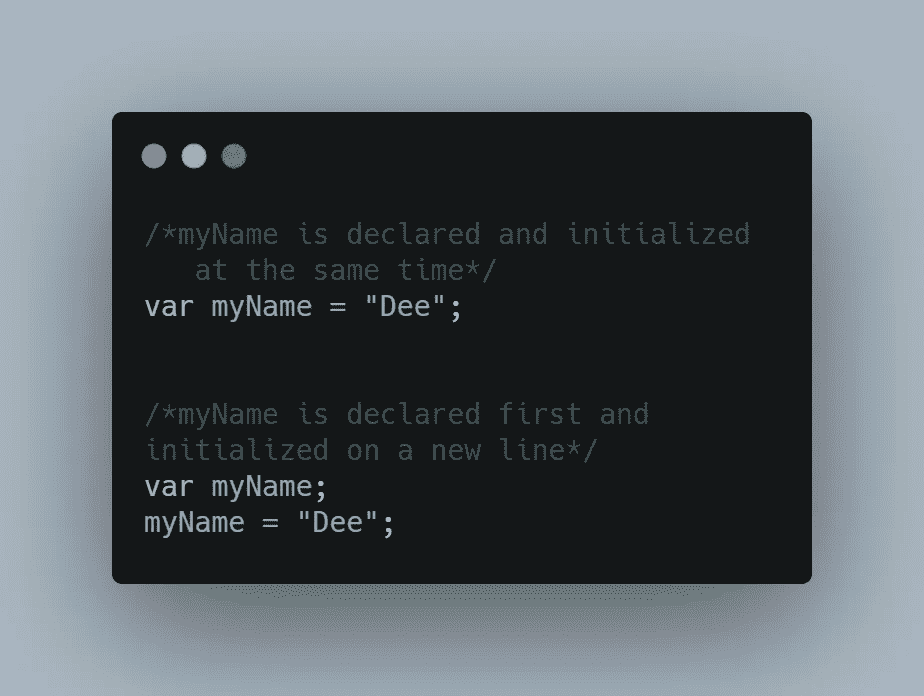 /*myName is declared and initialized
at the same time*/
var myName = "Dee";
/*myName is declared first and
initialized on a new line*/
var myName;
myName = "Dee";